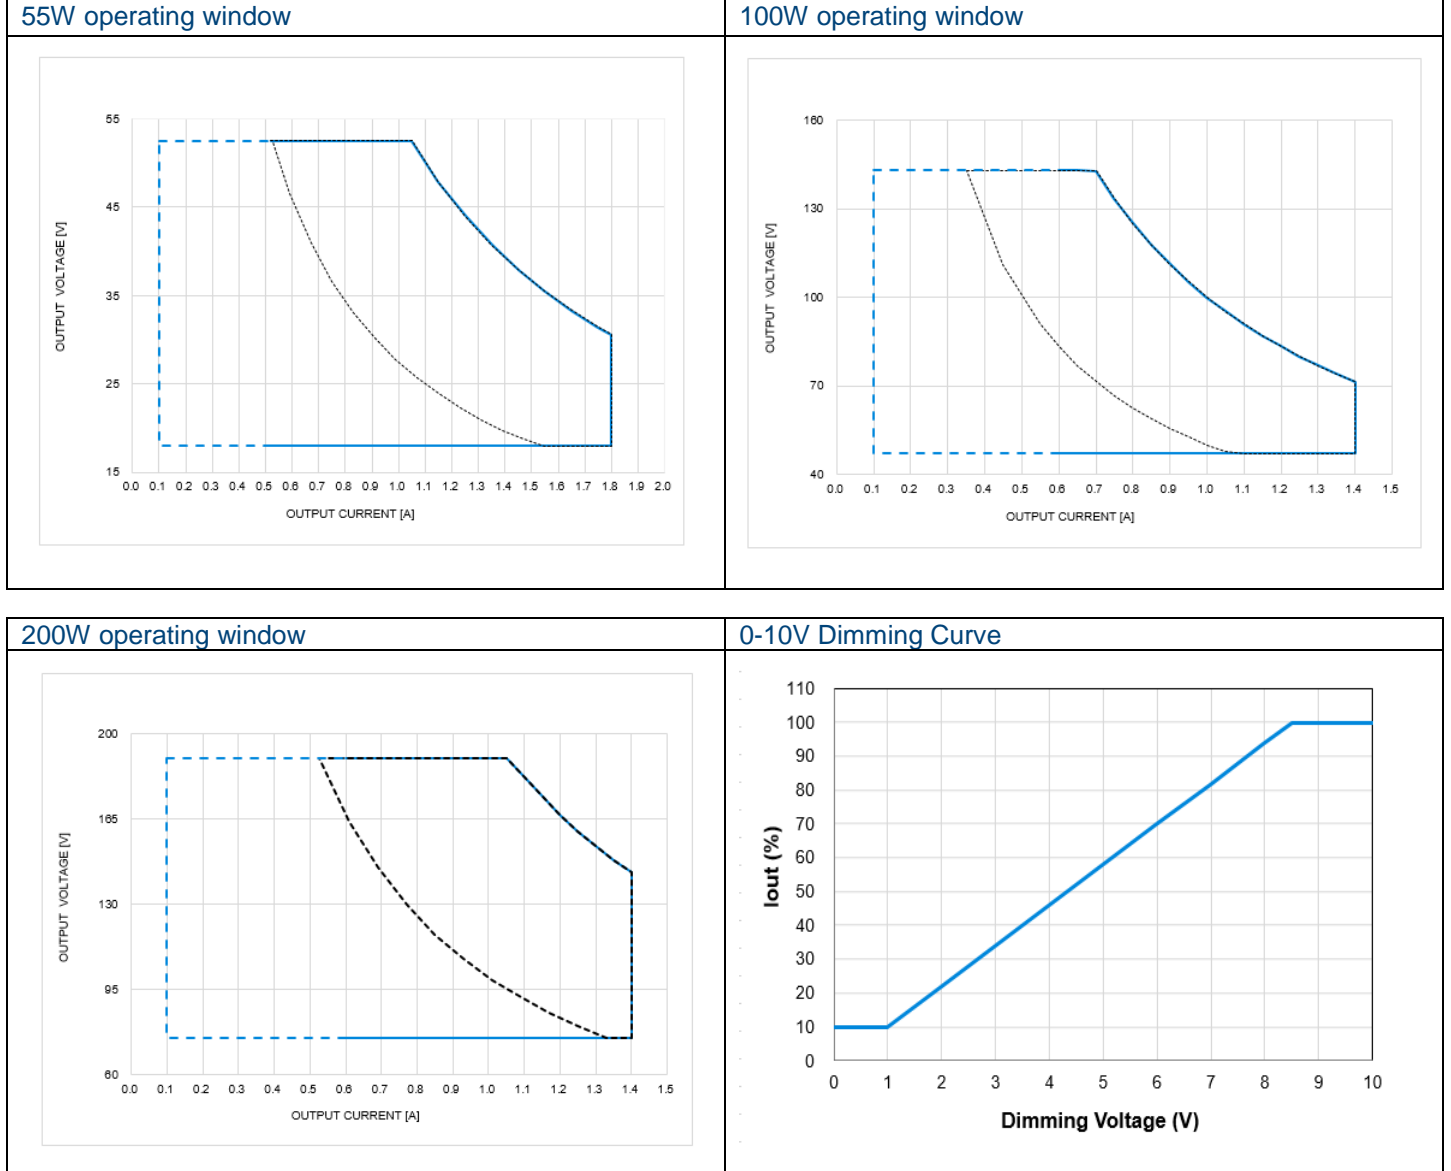 55W operating window
100W operating window
OUTPUT VOLTAGE [V]
55
45
35
25
15
0.0 0.1 0.2 0.3 0.4 0.5 0.6 0.7 0.8 0.9 1.0 1.1 1.2 1.3 1.4 1.5 1.6 1.7 1.8 1.9 2.0
OUTPUT CURRENT [A]
OUTPUT VOLTAGE [V]
160
130
100
70
40
0.0 0.1 0.2 0.3 0.4 0.5 0.6 0.7 0.8 0.9 1.0 1.1 1.2 1.3 1.4 1.5
OUTPUT CURRENT [A]
200W operating window
0-10V Dimming Curve
OUTPUT VOLTAGE [V]
200
165
130
95
60
0.0 0.1 0.2 0.3 0.4 0.5 0.6 0.7 0.8 0.9 1.0 1.1 1.2 1.3 1.4 1.5
OUTPUT CURRENT [A]
Iout (%)
110
100
90
80
70
60
50
40
30
20
10
0
0 1 2 3 4 5 6 7 8 9 10
Dimming Voltage (V)